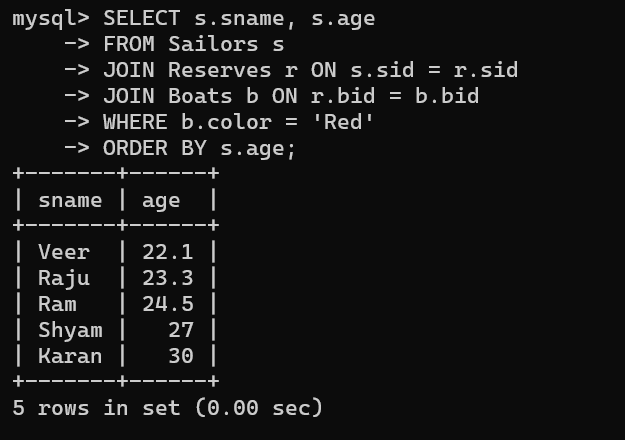 mysql> SELECT s.sname, s.age
    -> FROM Sailors s
    -> JOIN Reserves r ON s.sid = r.sid
    -> JOIN Boats b ON r.bid = b.bid
    -> WHERE b.color = 'Red'
    -> ORDER BY s.age;
+-------+------+
| sname | age  |
+-------+------+
| Veer  | 22.1 |
| Raju  | 23.3 |
| Ram   | 24.5 |
| Shyam |   27 |
| Karan |   30 |
+-------+------+
5 rows in set (0.00 sec)